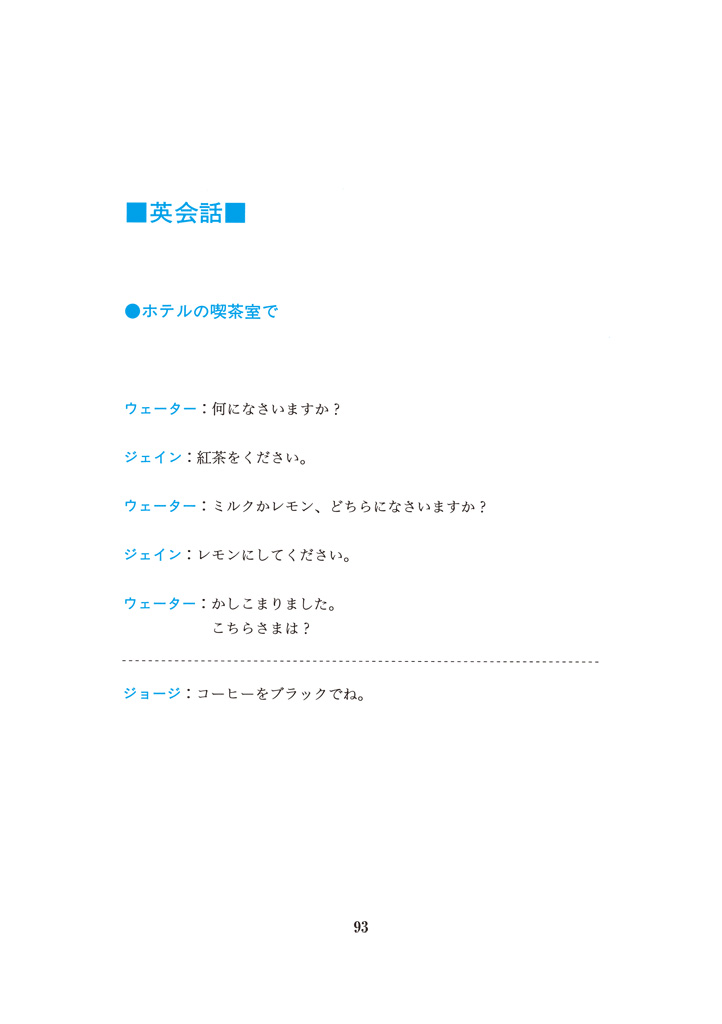 ■英会話■
●ホテルの喫茶室で
ウェーター：何になさいますか？
ジェイン：紅茶をください。
ウェーター：ミルクかレモン、どちらになさいますか？
ジェイン：レモンにしてください。
ウェーター：かしこまりました。
こちらさまは？
ジョージ：コーヒーをブラックでね。
93